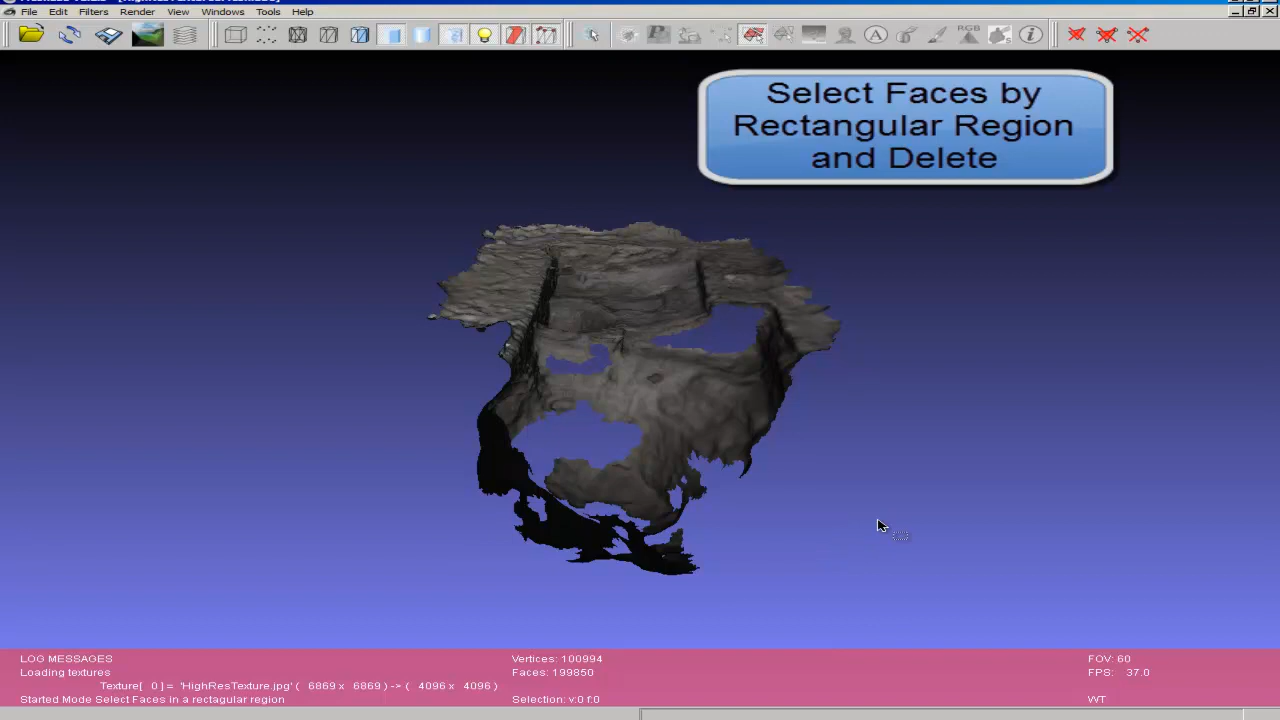 File Edit Filters Render View Windows Tools Help
A
RGB
Select Faces by
Rectangular Region
and Delete
LOG MESSAGES
Loading textures
Texture[ 0 ] = 'HighResTexture.jpg' ( 6869 x 6869 ) -> ( 4096 x 4096 )
Started Mode Select Faces in a rectagular region
Vertices: 100994
Faces: 199850
Selection: v:0 f:0
FOV: 60
FPS: 37.0
WT